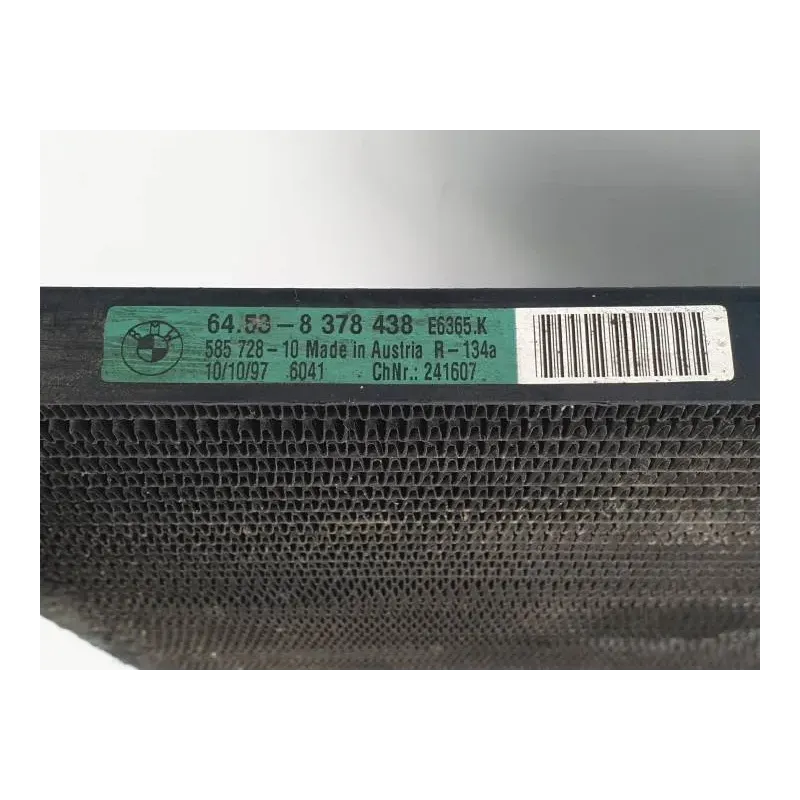 BMW
64.53-8 378 438 E6365.K
585 728-10 Made in Austria R-134a
10/10/97 6041 ChNr.: 241607